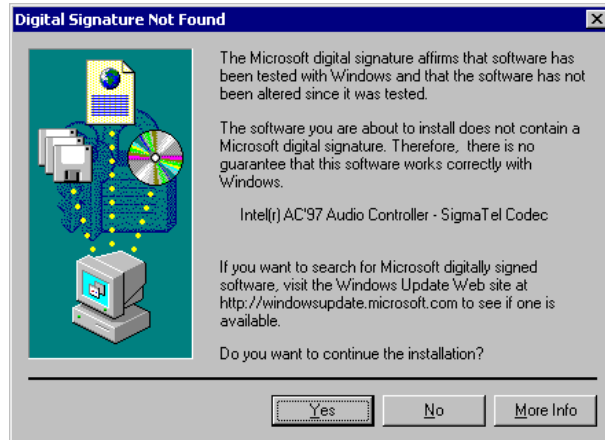 Digital Signature Not Found
The Microsoft digital signature affirms that software has
been tested with Windows and that the software has not
been altered since it was tested.
The software you are about to install does not contain a
Microsoft digital signature. Therefore,  there is no
guarantee that this software works correctly with
Windows.
Intel(r) AC'97 Audio Controller - SigmaTel Codec
If you want to search for Microsoft digitally signed
software, visit the Windows Update Web site at
http://windowsupdate.microsoft.com to see if one is
available.
Do you want to continue the installation?
Yes No More Info